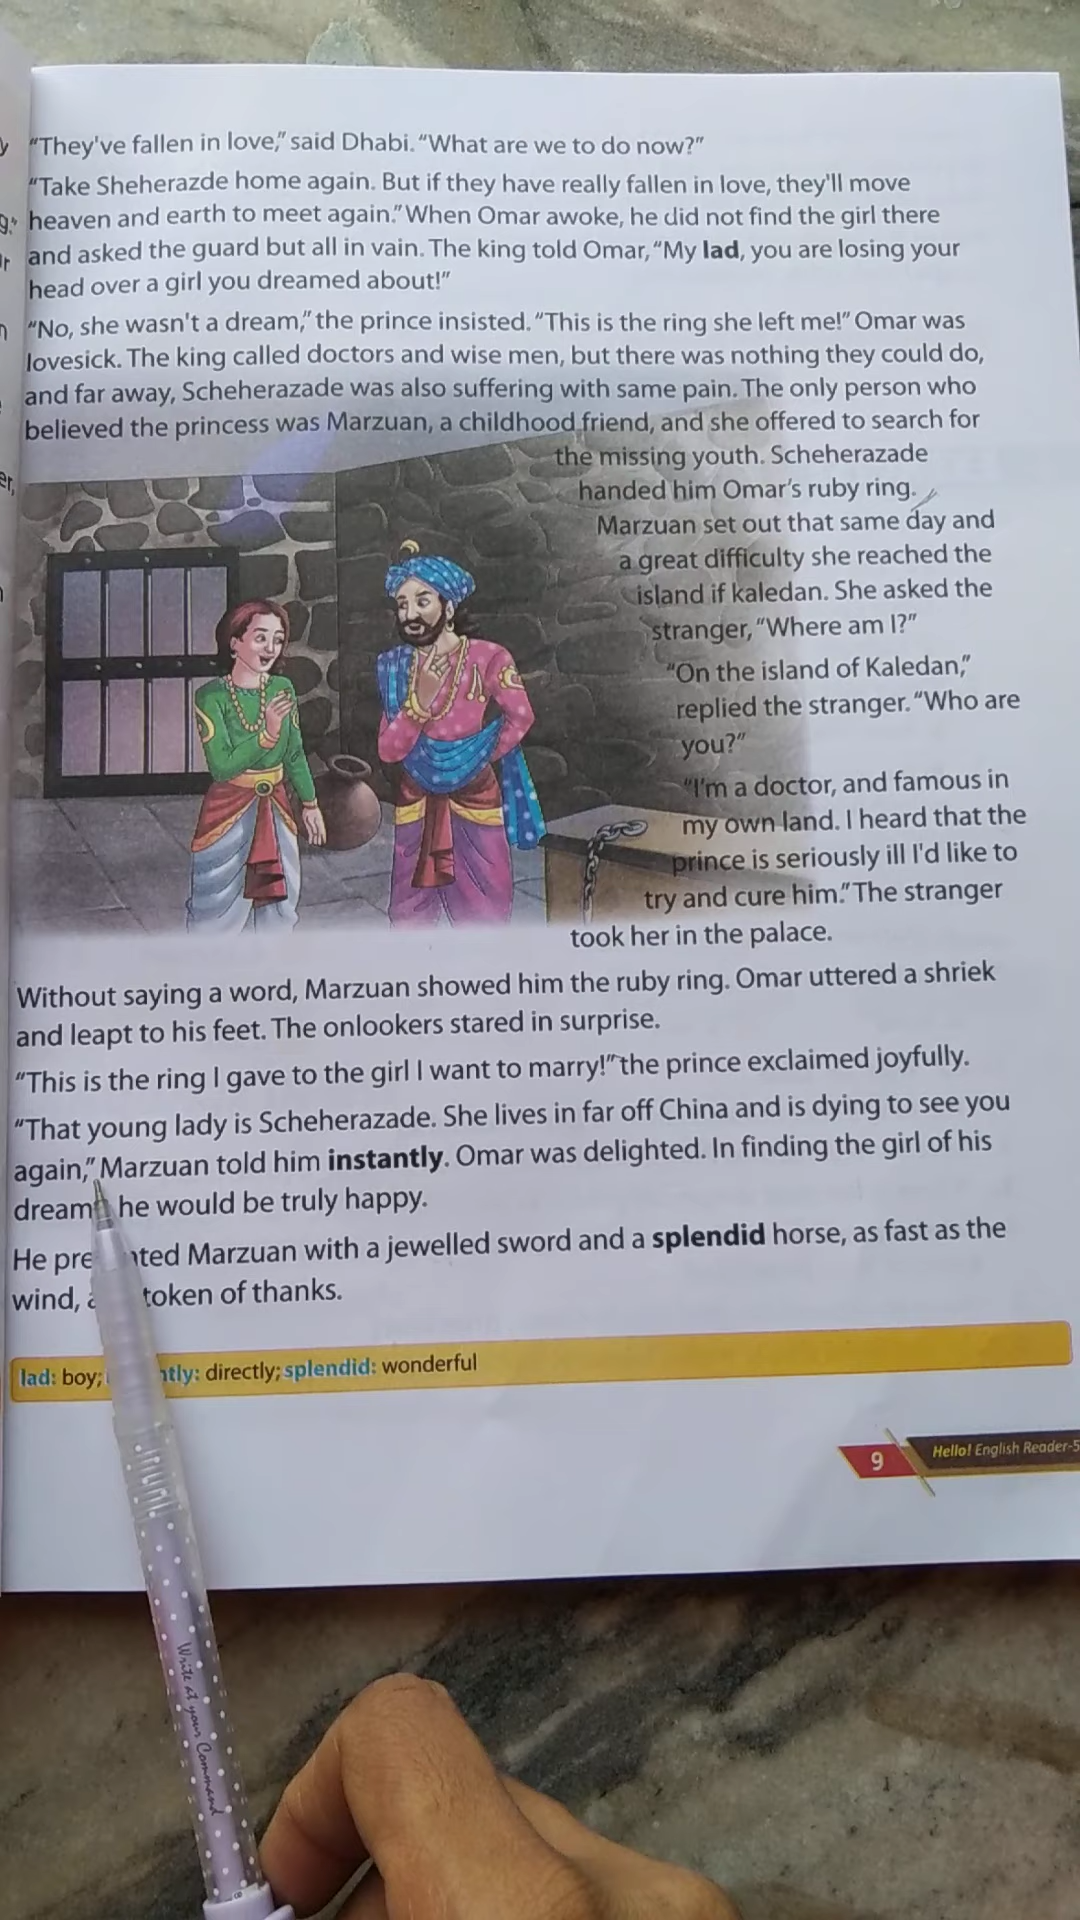 "They've fallen in love," said Dhabi. "What are we to do now?"
"Take Sheherazde home again. But if they have really fallen in love, they'll move
heaven and earth to meet again." When Omar awoke, he did not find the girl there
and asked the guard but all in vain. The king told Omar, "My lad, you are losing your
head over a girl you dreamed about!"
"No, she wasn't a dream," the prince insisted. "This is the ring she left me!" Omar was
lovesick. The king called doctors and wise men, but there was nothing they could do,
and far away, Scheherazade was also suffering with same pain. The only person who
believed the princess was Marzuan, a childhood friend, and she offered to search for
the missing youth. Scheherazade
handed him Omar's ruby ring.
Marzuan set out that same day and
a great difficulty she reached the
island if kaledan. She asked the
stranger, "Where am I?"
"On the island of Kaledan,"
replied the stranger. "Who are
you?"
"I'm a doctor, and famous in
my own land. I heard that the
prince is seriously ill I'd like to
try and cure him." The stranger
took her in the palace.
Without saying a word, Marzuan showed him the ruby ring. Omar uttered a shriek
and leapt to his feet. The onlookers stared in surprise.
"This is the ring I gave to the girl I want to marry!" the prince exclaimed joyfully.
"That young lady is Scheherazade. She lives in far off China and is dying to see you
again," Marzuan told him instantly. Omar was delighted. In finding the girl of his
dream he would be truly happy.
He Marzuan with a jewelled sword and a splendid horse, as fast as the
wind, token of thanks.
lad: boy; directly; splendid: wonderful
9 Hello! English Reader-5
Write at your Command